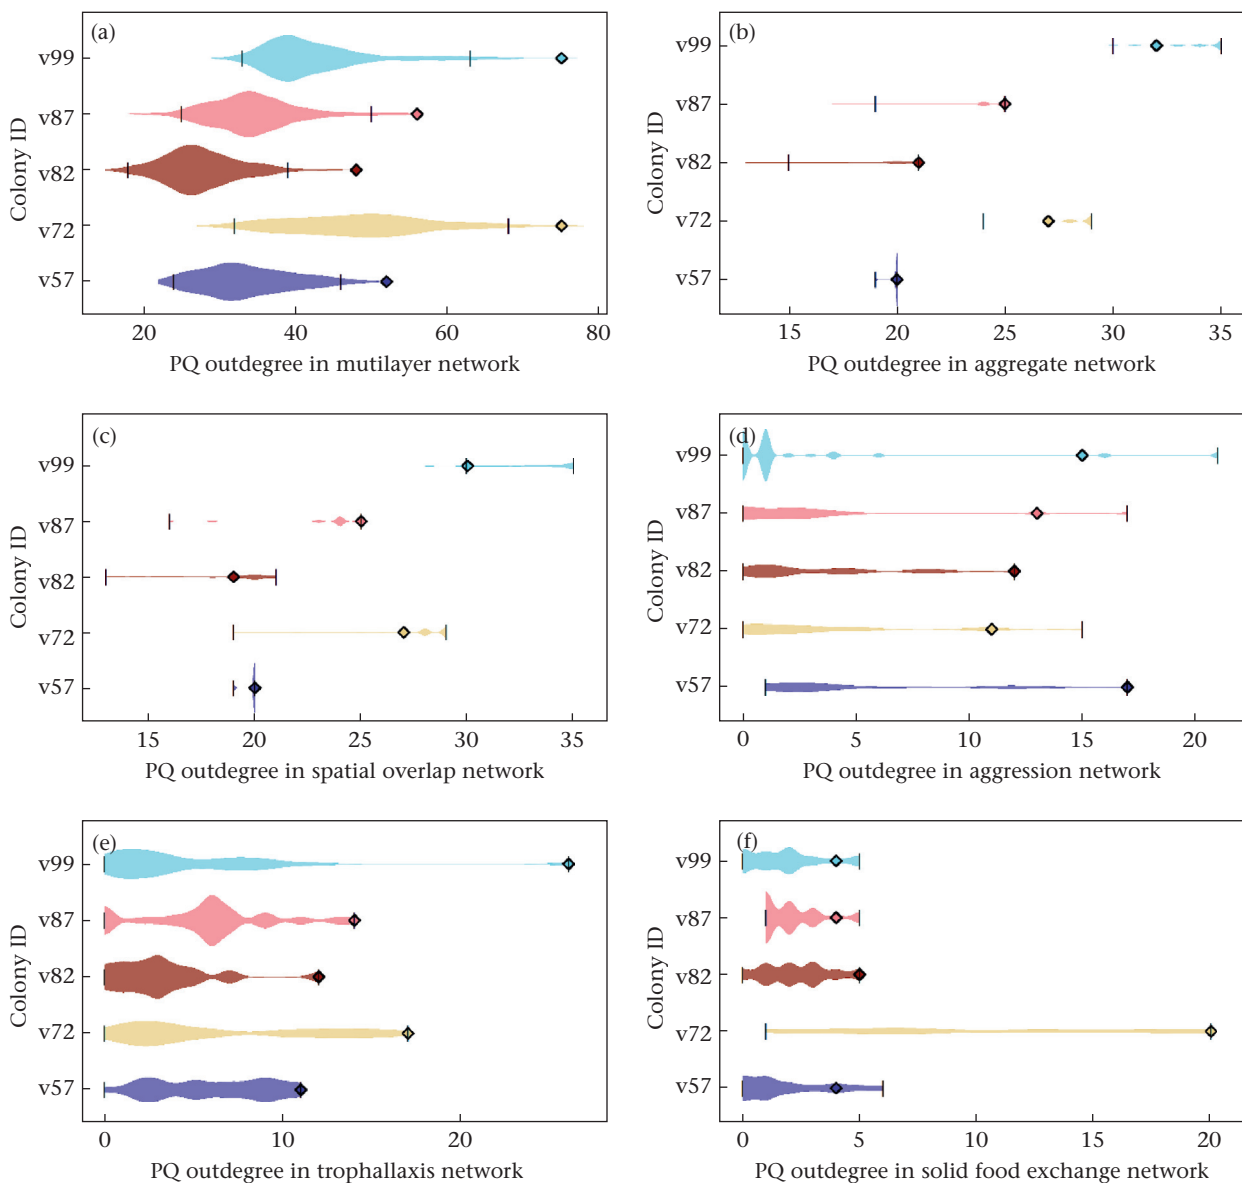 (a)
v99
v87
v82
v72
v57
Colony ID
20 40 60 80
PQ outdegree in mutilayer network
(b)
v99
v87
v82
v72
v57
Colony ID
15 20 25 30 35
PQ outdegree in aggregate network
(c)
v99
v87
v82
v72
v57
Colony ID
15 20 25 30 35
PQ outdegree in spatial overlap network
(d)
v99
v87
v82
v72
v57
Colony ID
0 5 10 15 20
PQ outdegree in aggression network
(e)
v99
v87
v82
v72
v57
Colony ID
0 10 20
PQ outdegree in trophallaxis network
(f)
v99
v87
v82
v72
v57
Colony ID
0 5 10 15 20
PQ outdegree in solid food exchange network